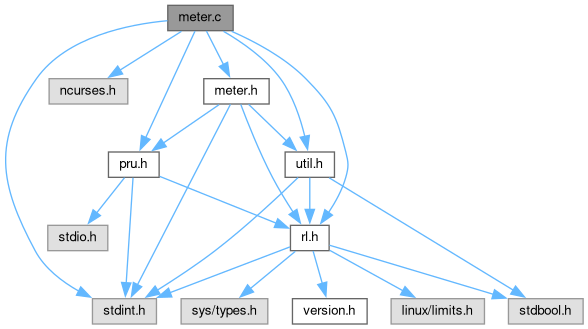 meter.c
ncurses.h
meter.h
pru.h
util.h
stdio.h
rl.h
stdint.h
sys/types.h
version.h
linux/limits.h
stdbool.h